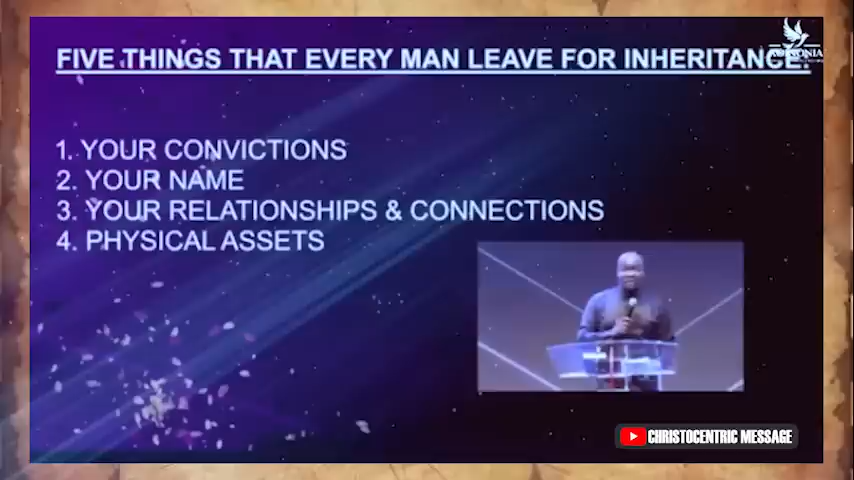 FIVE THINGS THAT EVERY MAN LEAVE FOR INHERITANCE:
1. YOUR CONVICTIONS
2. YOUR NAME
3. YOUR RELATIONSHIPS & CONNECTIONS
4. PHYSICAL ASSETS
CHRISTOCENTRIC MESSAGE